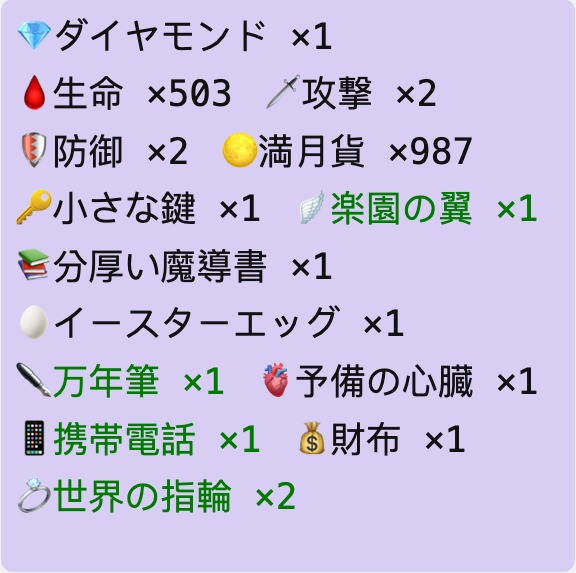 💎ダイヤモンド ×1
🩸生命 ×503 🗡️攻撃 ×2
🛡️防御 ×2 🌕満月貨 ×987
🔑小さな鍵 ×1 🪽楽園の翼 ×1
📚分厚い魔導書 ×1
🥚イースターエッグ ×1
🖋️万年筆 ×1 🫀予備の心臓 ×1
📱携帯電話 ×1 💰財布 ×1
💍世界の指輪 ×2